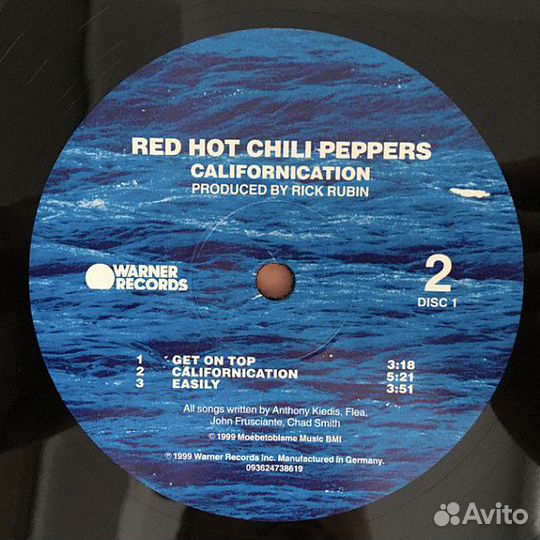 RED HOT CHILI PEPPERS
CALIFORNICATION
PRODUCED BY RICK RUBIN
WARNER
RECORDS
2
DISC 1
1 GET ON TOP 3:18
2 CALIFORNICATION 5:21
3 EASILY 3:51
All songs written by Anthony Kiedis, Flea,
John Frusciante, Chad Smith
© 1999 Moebetoblame Music BMI
℗ 1999 Warner Records Inc. Manufactured in Germany.
093624738619
Avito